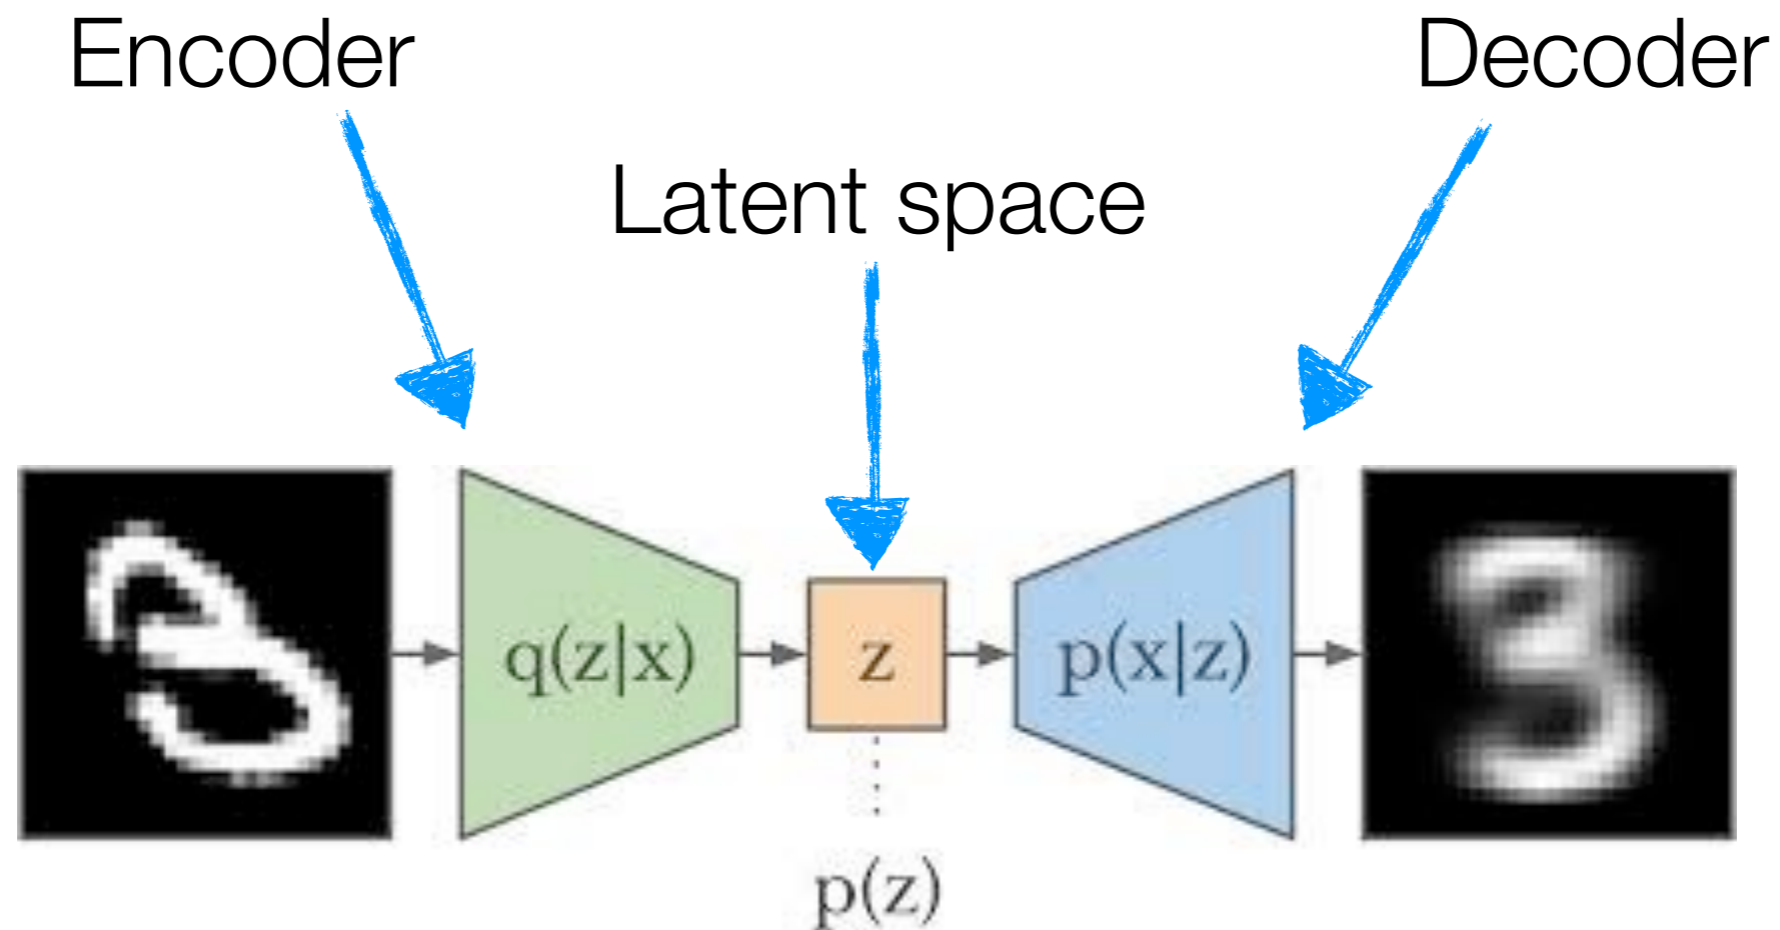 Encoder
Decoder
Latent space
q(z|x)
z
p(x|z)
p(z)